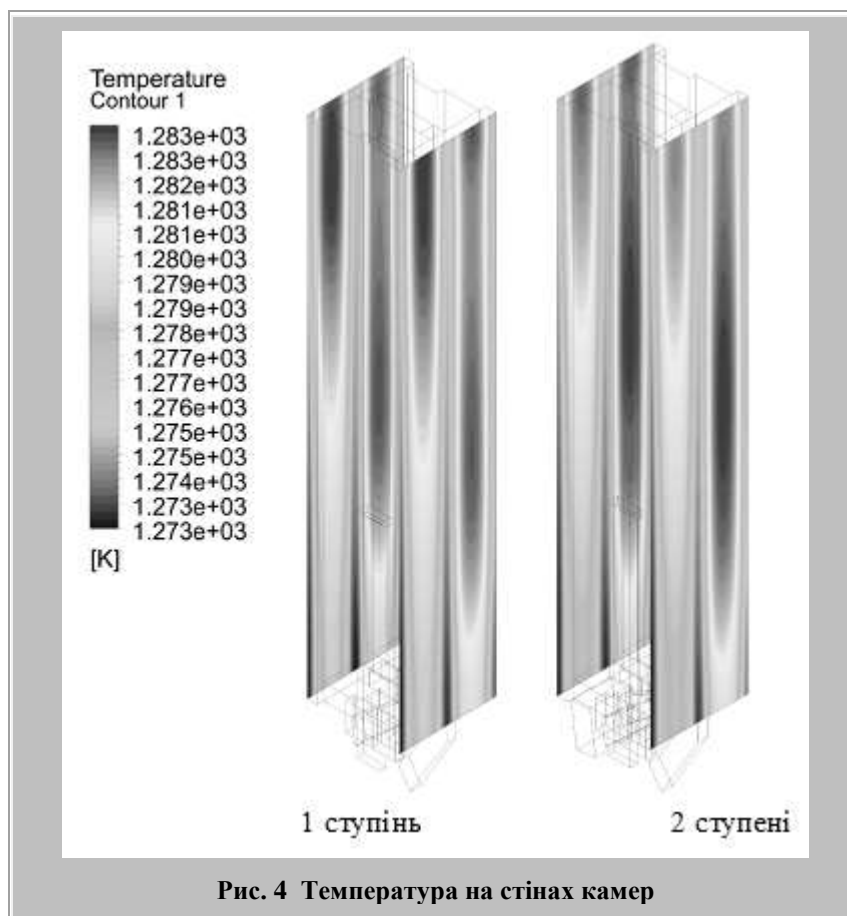 Temperature
Contour 1
1.283e+03
1.283e+03
1.282e+03
1.281e+03
1.281e+03
1.280e+03
1.279e+03
1.279e+03
1.278e+03
1.277e+03
1.277e+03
1.276e+03
1.275e+03
1.275e+03
1.274e+03
1.273e+03
1.273e+03
[K]
1 ступінь
2 ступені
Рис. 4 Температура на стінах камер